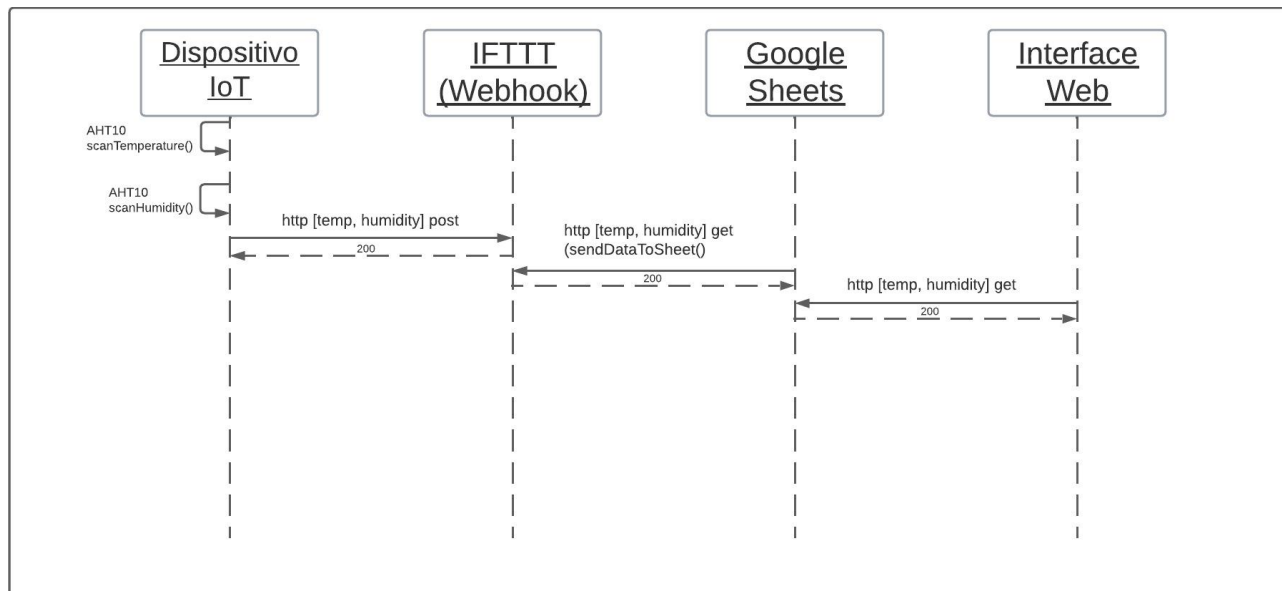 Dispositivo
IoT
IFTTT
(Webhook)
Google
Sheets
Interface
Web
AHT10
scanTemperature()
AHT10
scanHumidity()
http [temp, humidity] post
200
http [temp, humidity] get
(sendDataToSheet()
200
http [temp, humidity] get
200